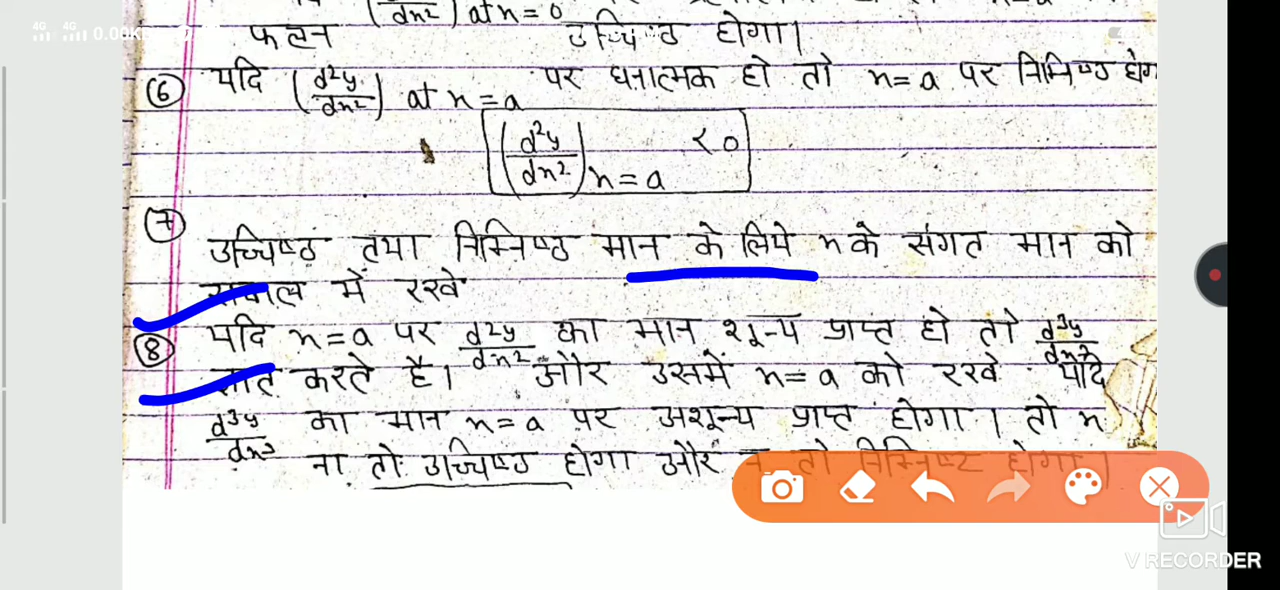 dx² ) at x = 0
फलन उच्चिष्ठ होगा।
⑥ यदि (d²y/dx²) at x = a पर धनात्मक हो तो x = a पर निम्निष्ठ होग
(d²y/dx²) x = a < 0
⑦ उच्चिष्ठ तथा निम्निष्ठ मान के लिये x के संगत मान को
में रखे
⑧ यदि x = a पर d²y/dx² का मान शून्य प्राप्त हो तो d³y/dx³
ज्ञात करते है। और उसमें x = a को रखे यदि
d³y/dx³ का मान x = a पर अशून्य प्राप्त होगा। तो x
ना तो उच्चिष्ठ होगा और न तो निम्निष्ट होगा।
V RECORDER